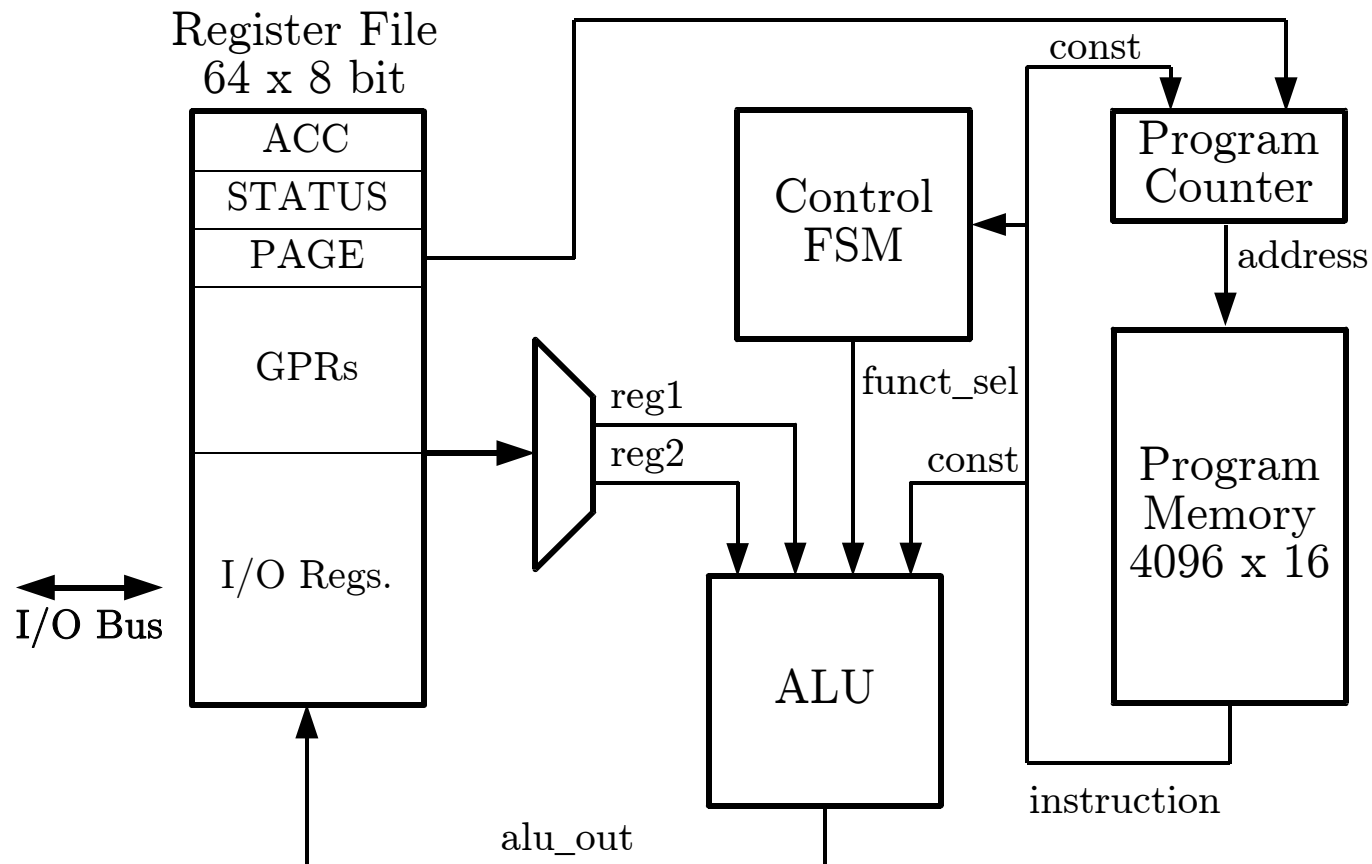 Register File
64 x 8 bit
ACC
STATUS
PAGE
GPRs
I/O Regs.
I/O Bus
reg1
reg2
Control
FSM
funct_sel
const
ALU
alu_out
const
Program
Counter
address
Program
Memory
4096 x 16
instruction